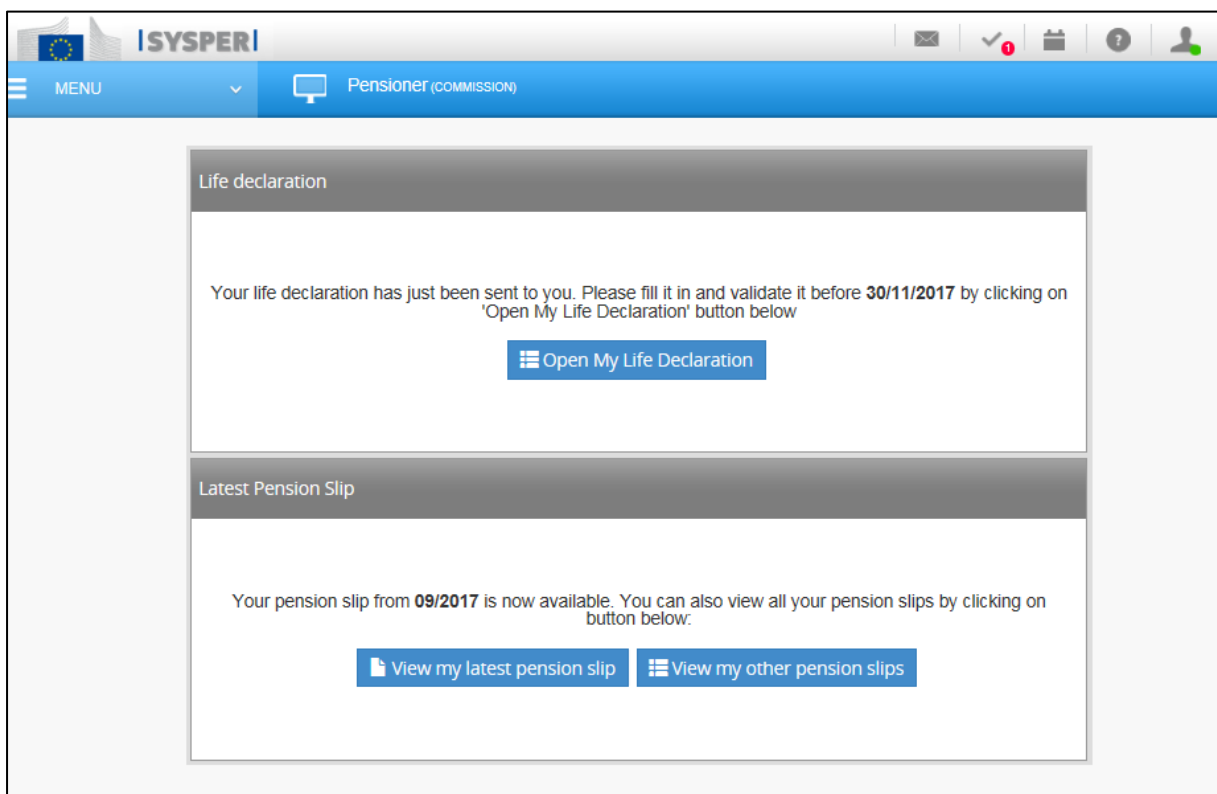 SYSPER
1
MENU
Pensioner (COMMISSION)
Life declaration
Your life declaration has just been sent to you. Please fill it in and validate it before 30/11/2017 by clicking on
'Open My Life Declaration' button below
Open My Life Declaration
Latest Pension Slip
Your pension slip from 09/2017 is now available. You can also view all your pension slips by clicking on
button below:
View my latest pension slip
View my other pension slips